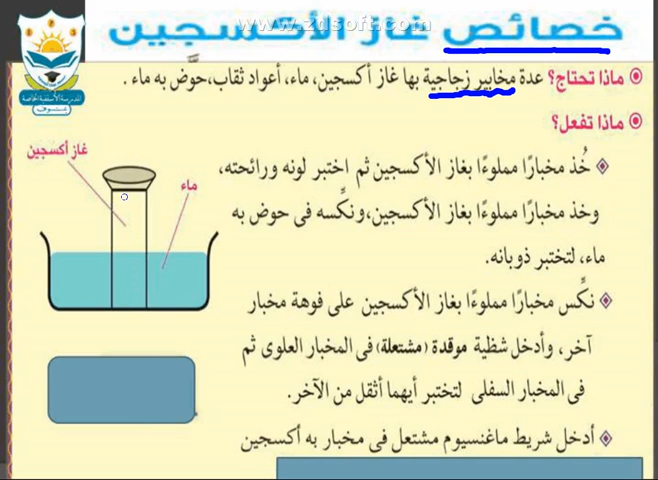 www.zdsoft.com
خصائص غاز الأكسجين
ماذا تحتاج؟ عدة مخابير زجاجية بها غاز أكسجين، ماء، أعواد ثقاب،حوض به ماء .
ماذا تفعل؟
خُذ مخبارًا مملوءًا بغاز الأكسجين ثم اختبر لونه ورائحته،
وخذ مخبارًا مملوءًا بغاز الأكسجين،ونكِّسه فى حوض به
ماء، لتختبر ذوبانه.
نكِّس مخبارًا مملوءًا بغاز الأكسجين على فوهة مخبار
آخر، وأدخل شظية موقدة (مشتعلة) فى المخبار العلوى ثم
فى المخبار السفلى لتختبر أيهما أثقل من الآخر.
أدخل شريط ماغنسيوم مشتعل فى مخبار به أكسجين
غاز أكسجين
ماء